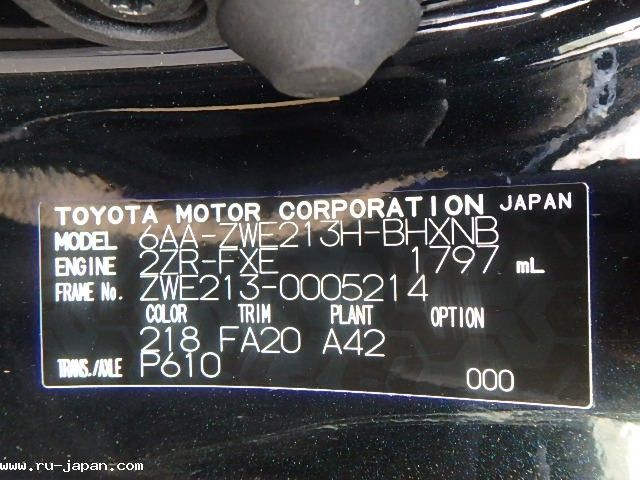 TOYOTA MOTOR CORPORATION JAPAN
MODEL 6AA-ZWE213H-BHXNB
ENGINE 2ZR-FXE 1797 mL
FRAME No. ZWE213-0005214
COLOR TRIM PLANT OPTION
218 FA20 A42
TRANS./AXLE P610
000
www.ru-japan.com